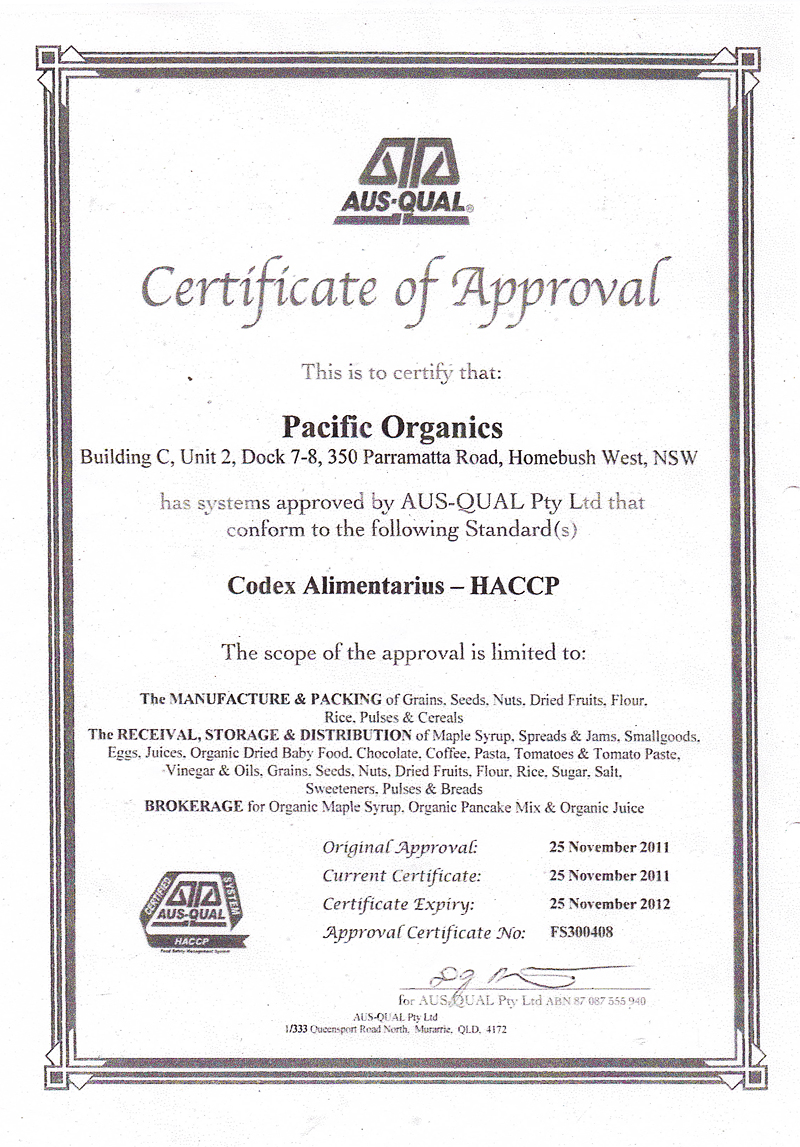 AUS-QUAL®
Certificate of Approval
This is to certify that:
Pacific Organics
Building C, Unit 2, Dock 7-8, 350 Parramatta Road, Homebush West, NSW
has systems approved by AUS-QUAL Pty Ltd that
conform to the following Standard(s)
Codex Alimentarius – HACCP
The scope of the approval is limited to:
The MANUFACTURE & PACKING of Grains, Seeds, Nuts, Dried Fruits, Flour,
Rice, Pulses & Cereals
The RECEIVAL, STORAGE & DISTRIBUTION of Maple Syrup, Spreads & Jams, Smallgoods,
Eggs, Juices, Organic Dried Baby Food, Chocolate, Coffee, Pasta, Tomatoes & Tomato Paste,
Vinegar & Oils, Grains, Seeds, Nuts, Dried Fruits, Flour, Rice, Sugar, Salt,
Sweeteners, Pulses & Breads
BROKERAGE for Organic Maple Syrup, Organic Pancake Mix & Organic Juice
Original Approval: 25 November 2011
Current Certificate: 25 November 2011
Certificate Expiry: 25 November 2012
Approval Certificate No: FS300408
CERTIFIED SYSTEM
AUS-QUAL
HACCP
Food Safety Management System
for AUS-QUAL Pty Ltd ABN 87 087 555 940
AUS-QUAL Pty Ltd
1/333 Queensport Road North, Murarrie, QLD, 4172